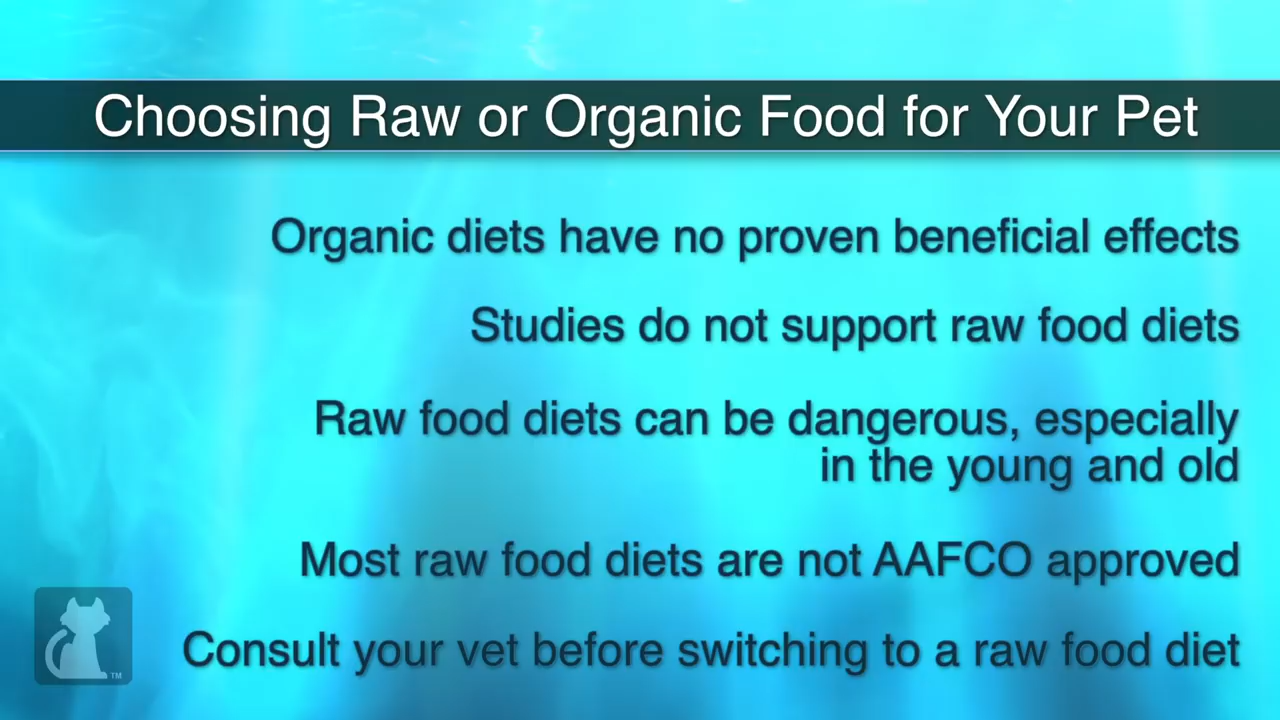 Choosing Raw or Organic Food for Your Pet
Organic diets have no proven beneficial effects
Studies do not support raw food diets
Raw food diets can be dangerous, especially
in the young and old
Most raw food diets are not AAFCO approved
Consult your vet before switching to a raw food diet
TM